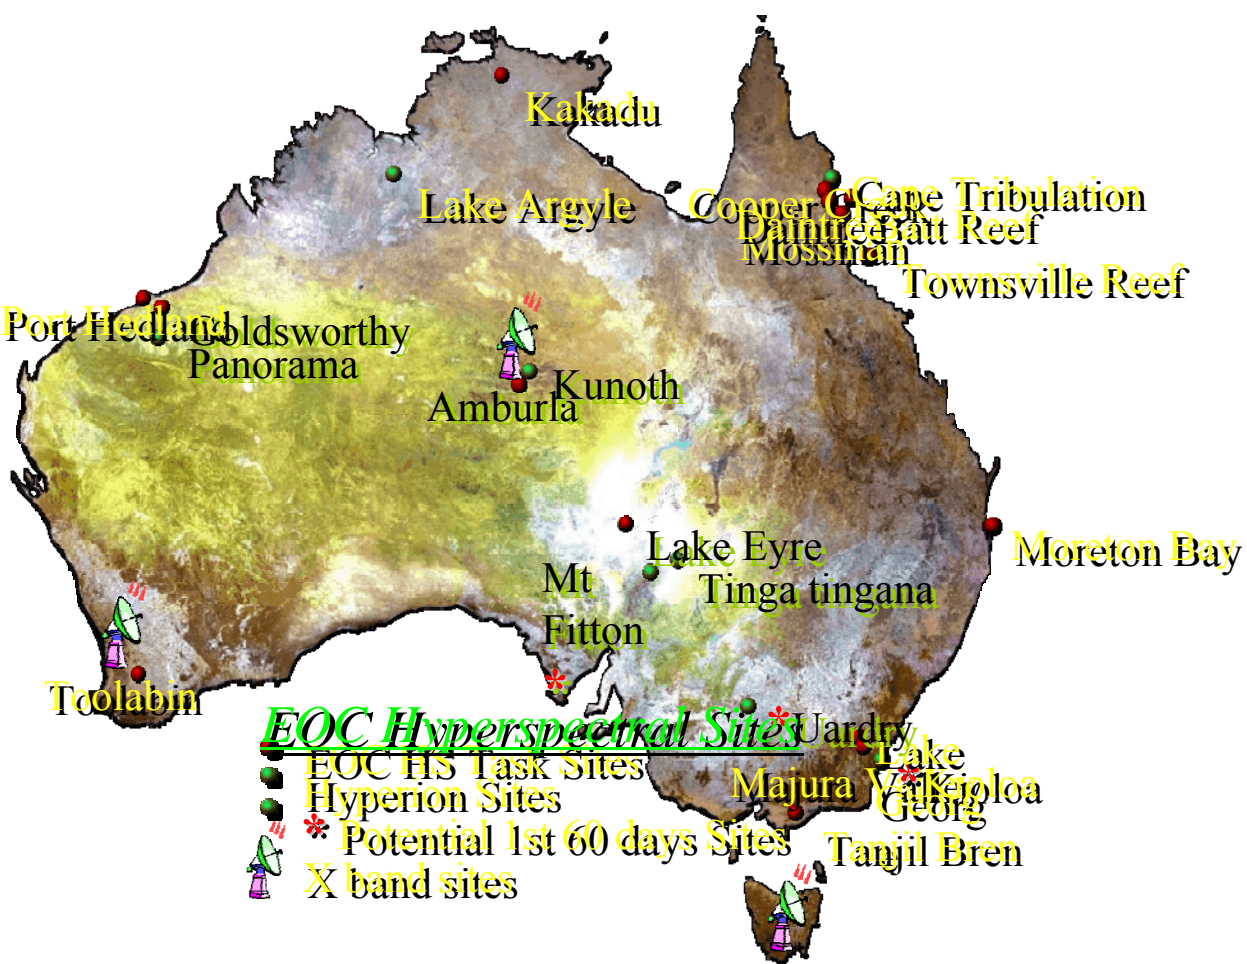 Kakadu
Lake Argyle
Cape Tribulation
Cooper Creek
Daintree
Batt Reef
Mossman
Townsville Reef
Port Hedland
Goldsworthy
Panorama
Kunoth
Amburla
Lake Eyre
Moreton Bay
Mt
Fitton
Tinga tingana
Toolabin
EOC Hyperspectral Sites
Uardry
Lake
Georg
EOC HS Task Sites
Majura Valley
Kioloa
Hyperion Sites
* Potential 1st 60 days Sites
Tanjil Bren
X band sites